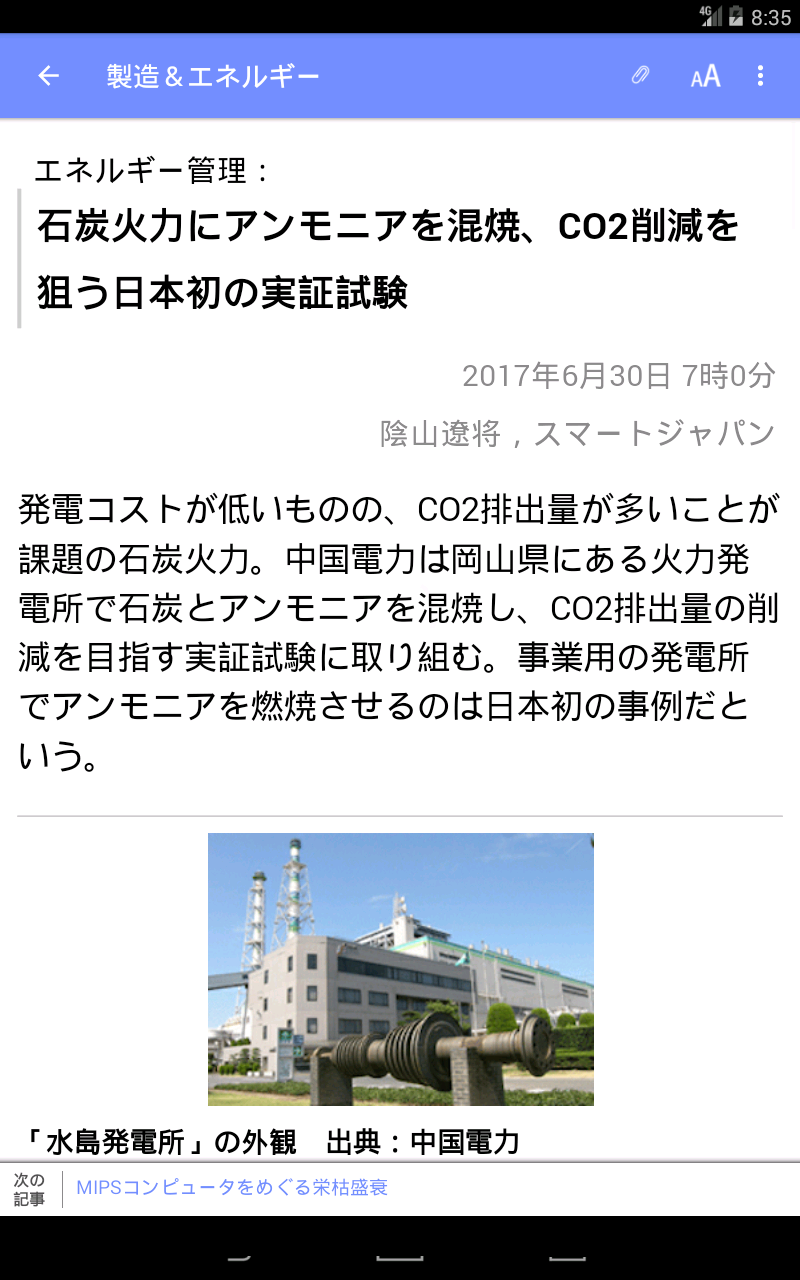 4G 8:35
製造＆エネルギー
AA
エネルギー管理：
石炭火力にアンモニアを混焼、CO2削減を
狙う日本初の実証試験
2017年6月30日 7時0分
陰山遼将，スマートジャパン
発電コストが低いものの、CO2排出量が多いことが
課題の石炭火力。中国電力は岡山県にある火力発
電所で石炭とアンモニアを混焼し、CO2排出量の削
減を目指す実証試験に取り組む。事業用の発電所
でアンモニアを燃焼させるのは日本初の事例だと
いう。
「水島発電所」の外観　出典：中国電力
次の
記事
MIPSコンピュータをめぐる栄枯盛衰